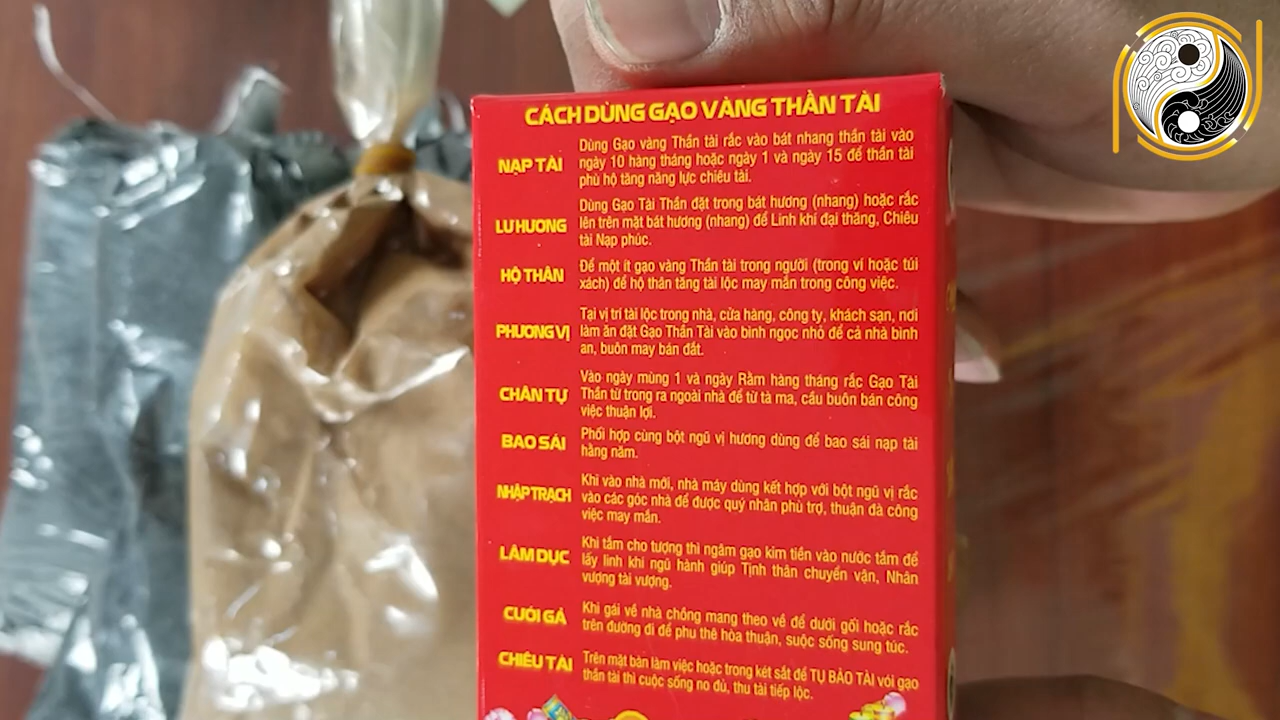 CÁCH DÙNG GẠO VÀNG THẦN TÀI
NẠP TÀI
Dùng Gạo vàng Thần tài rắc vào bát nhang thần tài vào
ngày 10 hàng tháng hoặc ngày 1 và ngày 15 để thần tài
phù hộ tăng năng lực chiêu tài.
LƯ HƯƠNG
Dùng Gạo Tài Thần đặt trong bát hương (nhang) hoặc rắc
lên trên mặt bát hương (nhang) để Linh khí đại thăng, Chiêu
tài Nạp phúc.
HỘ THÂN
Để một ít gạo vàng Thần tài trong người (trong ví hoặc túi
xách) để hộ thân tăng tài lộc may mắn trong công việc.
PHƯƠNG VỊ
Tại vị trí tài lộc trong nhà, cửa hàng, công ty, khách sạn, nơi
làm ăn đặt Gạo Thần Tài vào bình ngọc nhỏ để cả nhà bình
an, buôn may bán đắt.
CHÂN TỰ
Vào ngày mùng 1 và ngày Rằm hàng tháng rắc Gạo Tài
Thần từ trong ra ngoài nhà để từ tà ma, cầu buôn bán công
việc thuận lợi.
BAO SÁI
Phối hợp cùng bột ngũ vị hương dùng để bao sái nạp tài
hằng năm.
NHẬP TRẠCH
Khi vào nhà mới, nhà máy dùng kết hợp với bột ngũ vị rắc
vào các góc nhà để được quý nhân phù trợ, thuận đà công
việc may mắn.
LÂM DỤC
Khi tắm cho tượng thì ngâm gạo kim tiền vào nước tắm để
lấy linh khí ngũ hành giúp Tịnh thân chuyển vận, Nhân
vượng tài vượng.
CƯỚI GẢ
Khi gái về nhà chồng mang theo về để dưới gối hoặc rắc
trên đường đi để phu thê hòa thuận, suộc sống sung túc.
CHIÊU TÀI
Trên mặt bàn làm việc hoặc trong két sắt để TỤ BẢO TÀI vói gạo
thần tài thì cuộc sống no đủ, thu tài tiếp lộc.